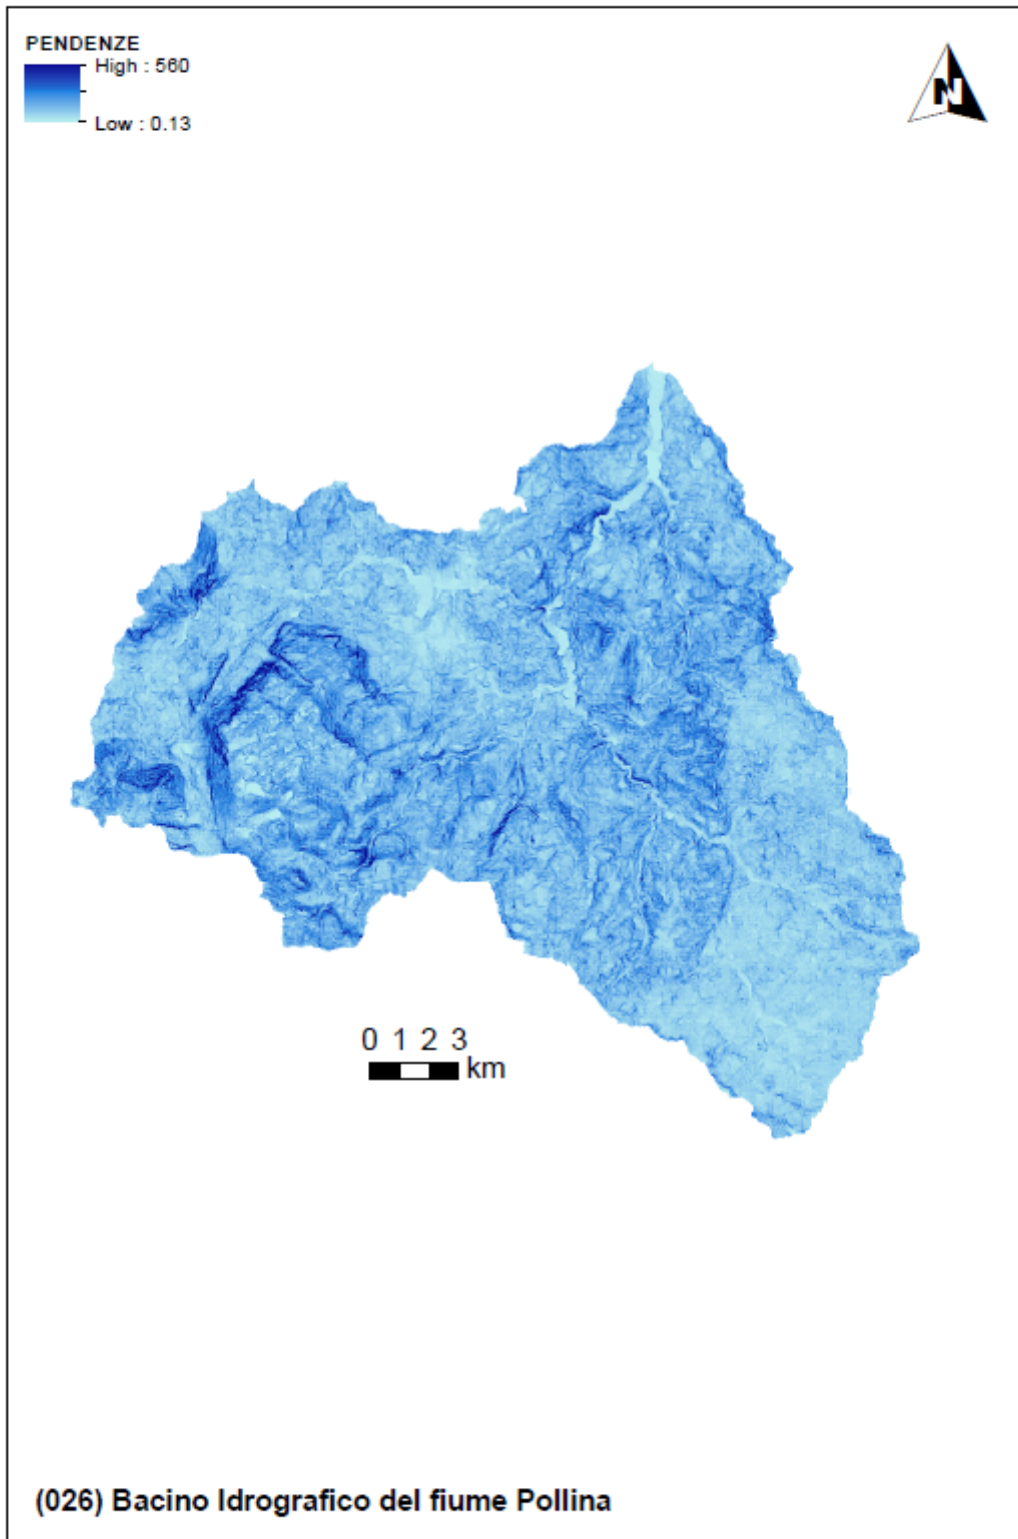 PENDENZE
High : 560
Low : 0.13
N
0 1 2 3
km
(026) Bacino Idrografico del fiume Pollina